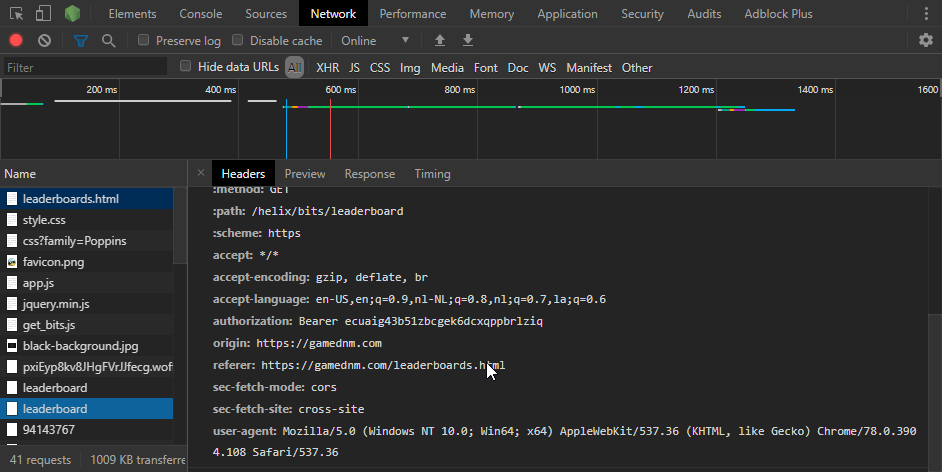 Elements Console Sources Network Performance Memory Application Security Audits Adblock Plus
Preserve log Disable cache Online
Filter Hide data URLs All XHR JS CSS Img Media Font Doc WS Manifest Other
200 ms 400 ms 600 ms 800 ms 1000 ms 1200 ms 1400 ms 1600
Name × Headers Preview Response Timing
leaderboards.html
style.css
css?family=Poppins
favicon.png
app.js
jquery.min.js
get_bits.js
black-background.jpg
pxiEyp8kv8JHgFVrJJfecg.wof
leaderboard
leaderboard
94143767
41 requests 1009 KB transferre
:method: GET
:path: /helix/bits/leaderboard
:scheme: https
accept: */*
accept-encoding: gzip, deflate, br
accept-language: en-US,en;q=0.9,nl-NL;q=0.8,nl;q=0.7,la;q=0.6
authorization: Bearer ecuaig43b51zbcgek6dcxqppbrlziq
origin: https://gamednm.com
referer: https://gamednm.com/leaderboards.html
sec-fetch-mode: cors
sec-fetch-site: cross-site
user-agent: Mozilla/5.0 (Windows NT 10.0; Win64; x64) AppleWebKit/537.36 (KHTML, like Gecko) Chrome/78.0.390
4.108 Safari/537.36